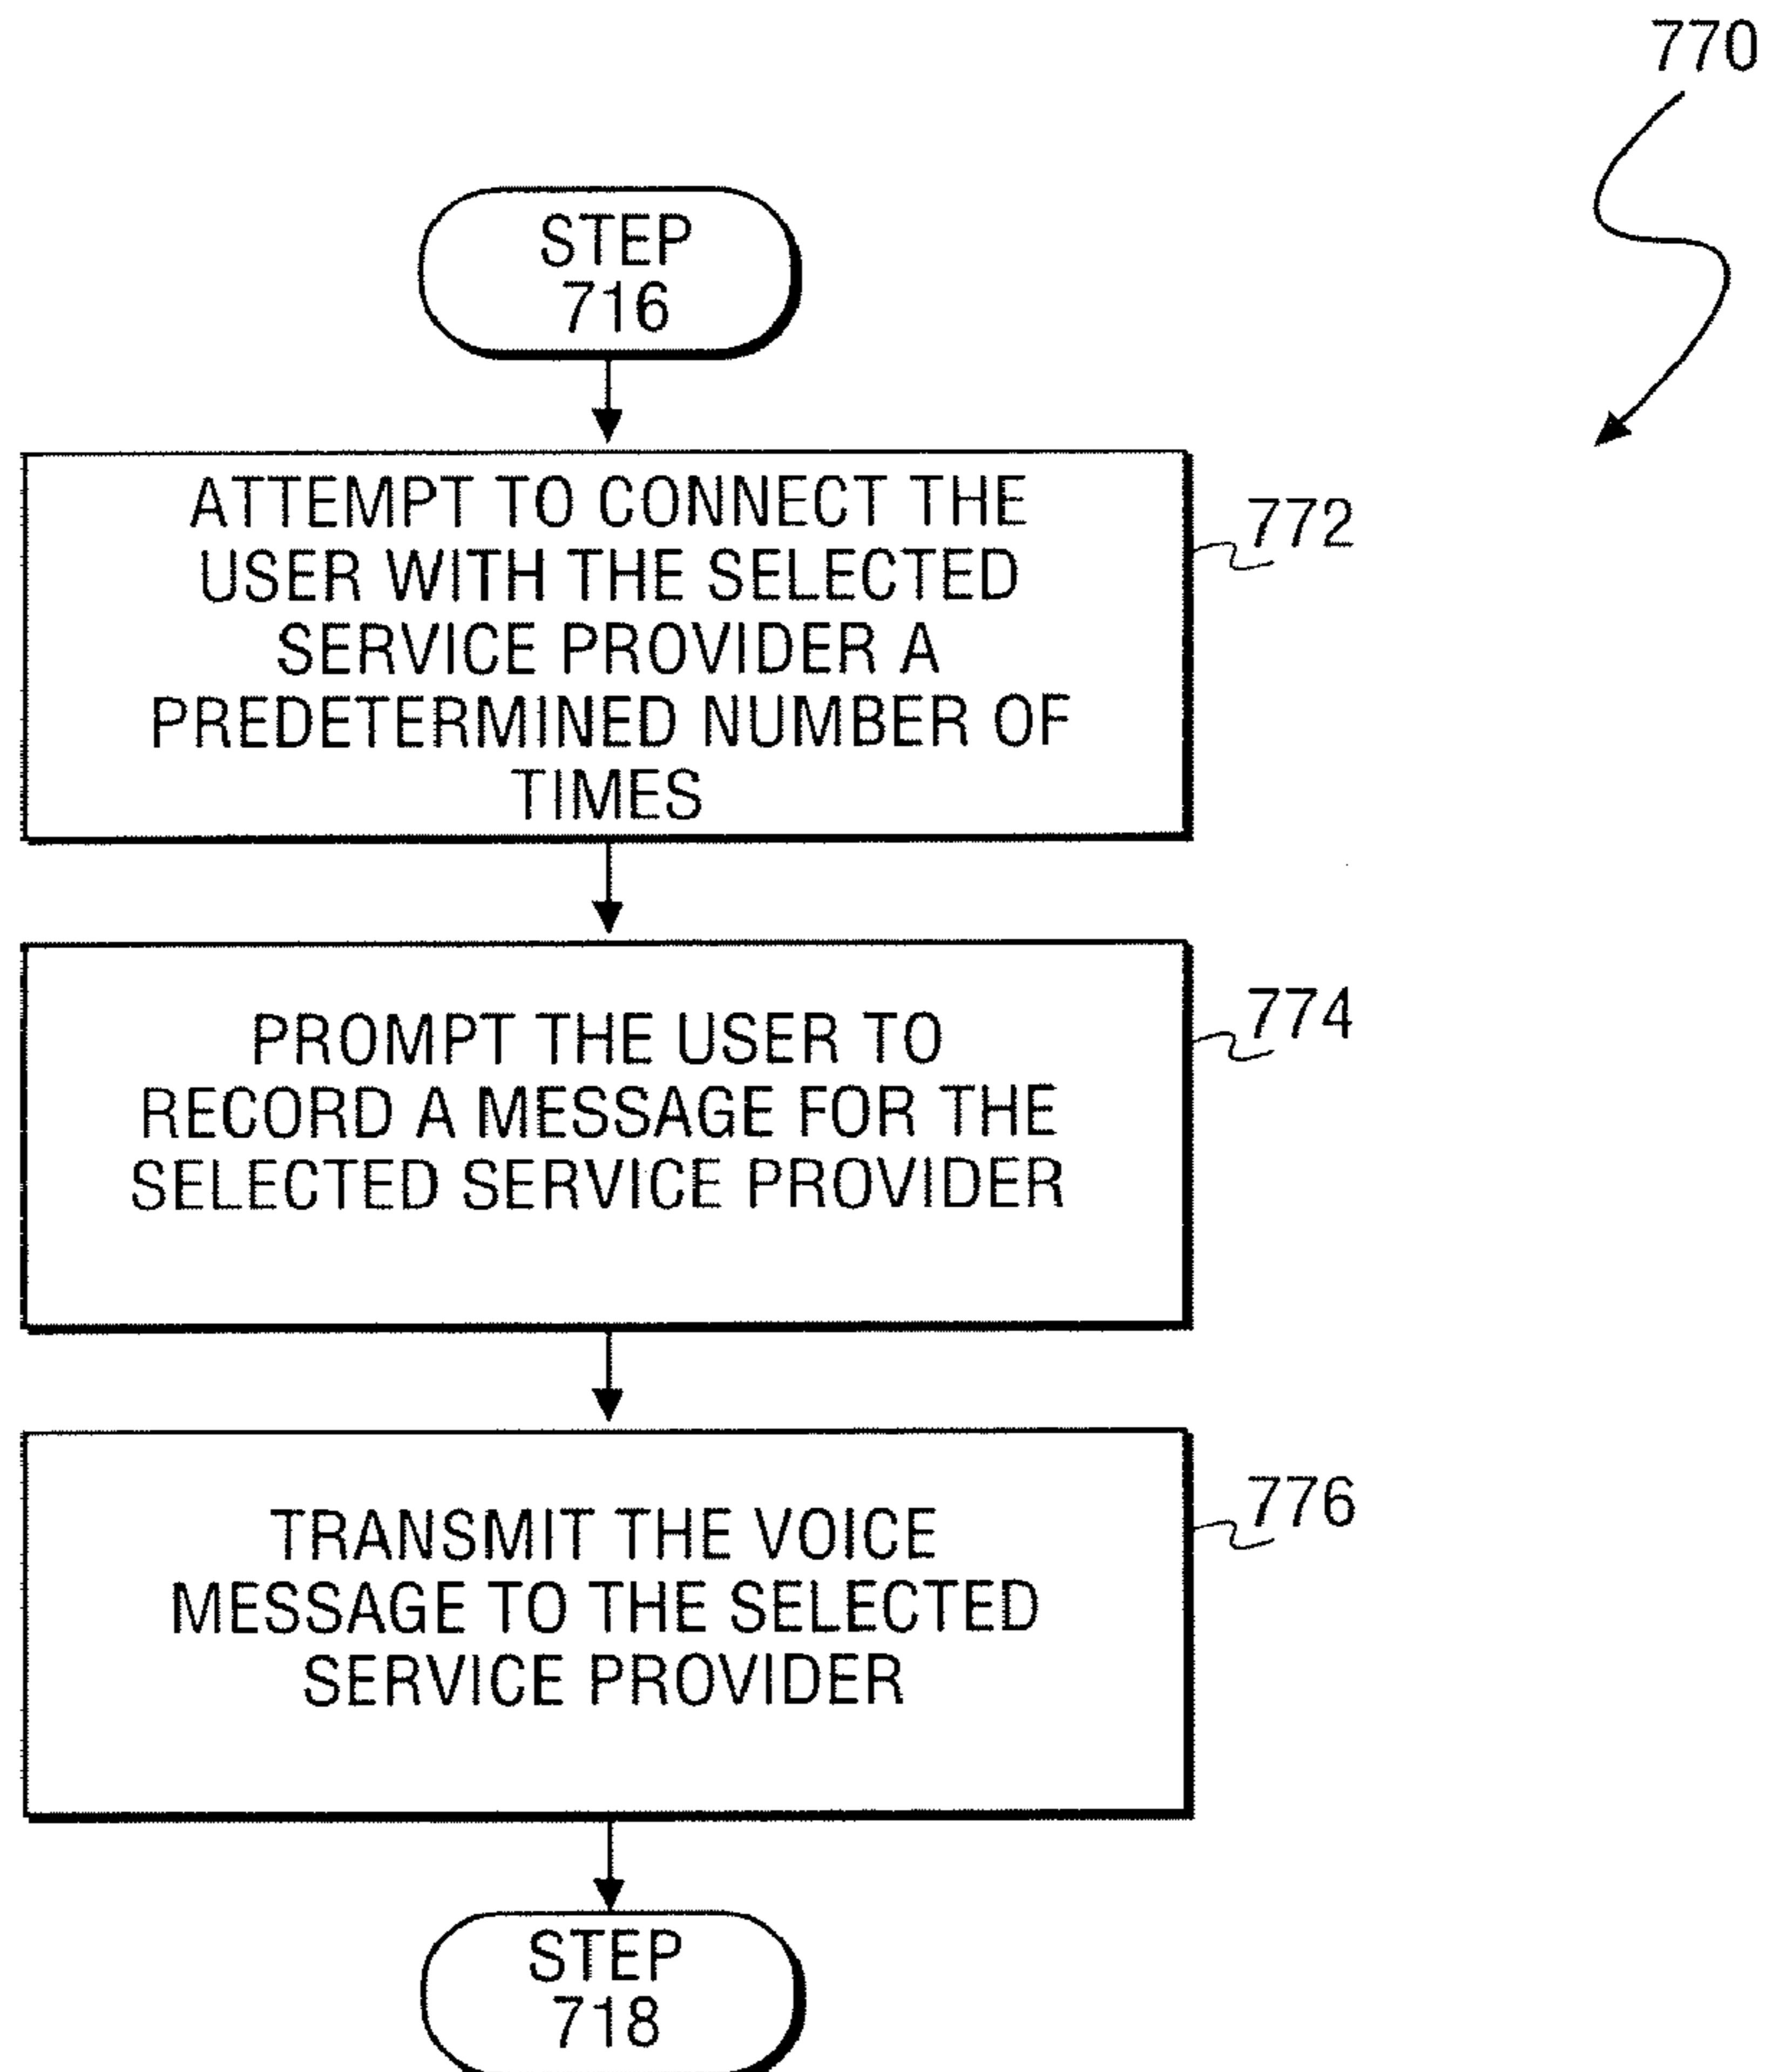 770
STEP
716
ATTEMPT TO CONNECT THE
USER WITH THE SELECTED
SERVICE PROVIDER A
PREDETERMINED NUMBER OF
TIMES
772
PROMPT THE USER TO
RECORD A MESSAGE FOR THE
SELECTED SERVICE PROVIDER
774
TRANSMIT THE VOICE
MESSAGE TO THE SELECTED
SERVICE PROVIDER
776
STEP
718